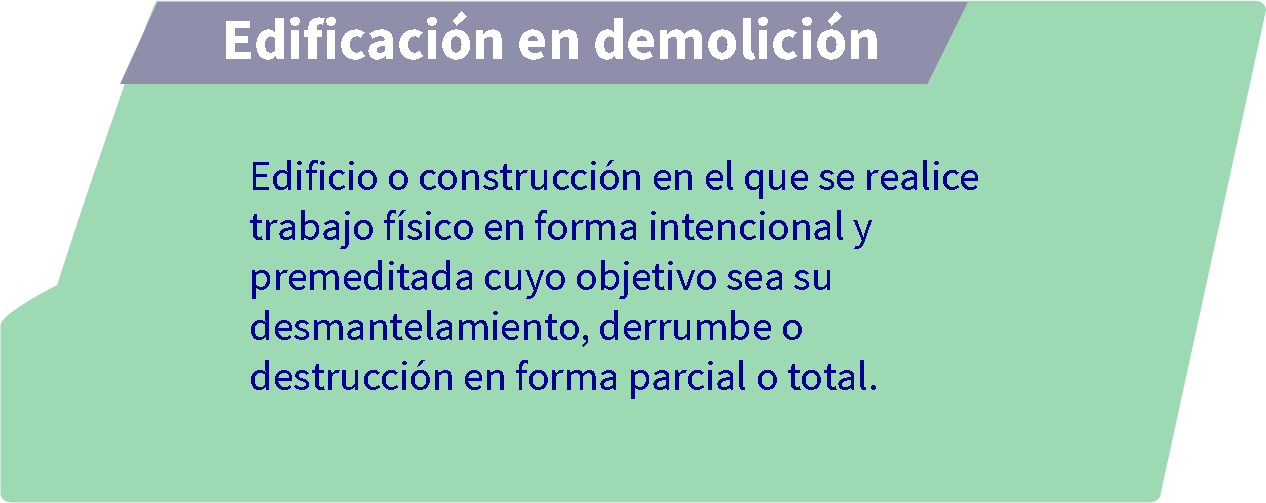 Edificación en demolición
Edificio o construcción en el que se realice
trabajo físico en forma intencional y
premeditada cuyo objetivo sea su
desmantelamiento, derrumbe o
destrucción en forma parcial o total.